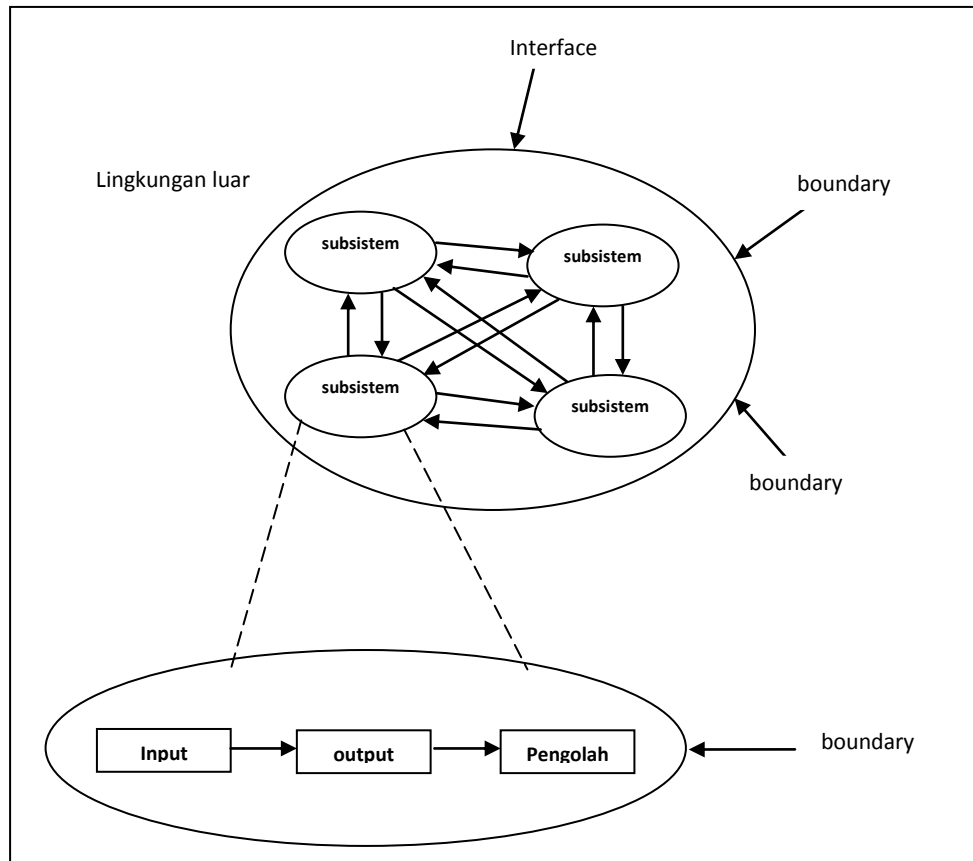 Interface
Lingkungan luar
boundary
subsistem
subsistem
subsistem
subsistem
boundary
Input
output
Pengolah
boundary